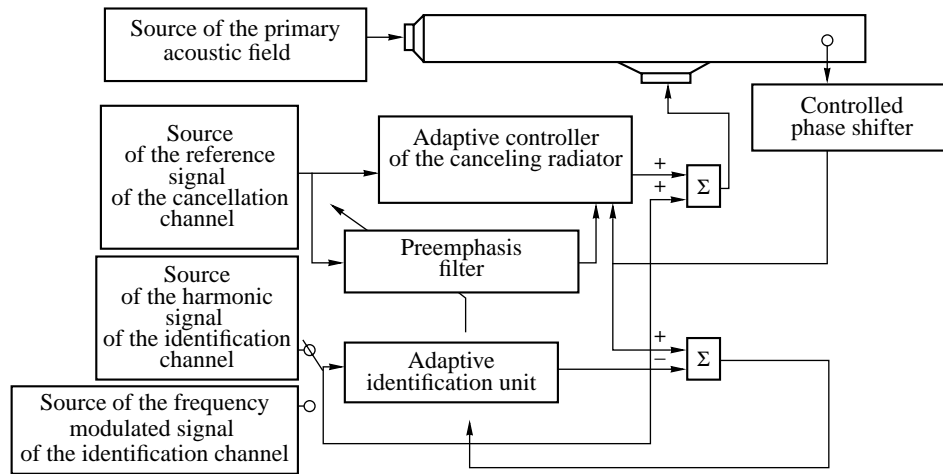 Source of the primary
acoustic field
Controlled
phase shifter
Source
of the reference
signal
of the cancellation
channel
Adaptive controller
of the canceling radiator
+
+
Σ
Preemphasis
filter
Source
of the harmonic
signal
of the identification
channel
Adaptive
identification unit
+
−
Σ
Source of the frequency
modulated signal
of the identification channel